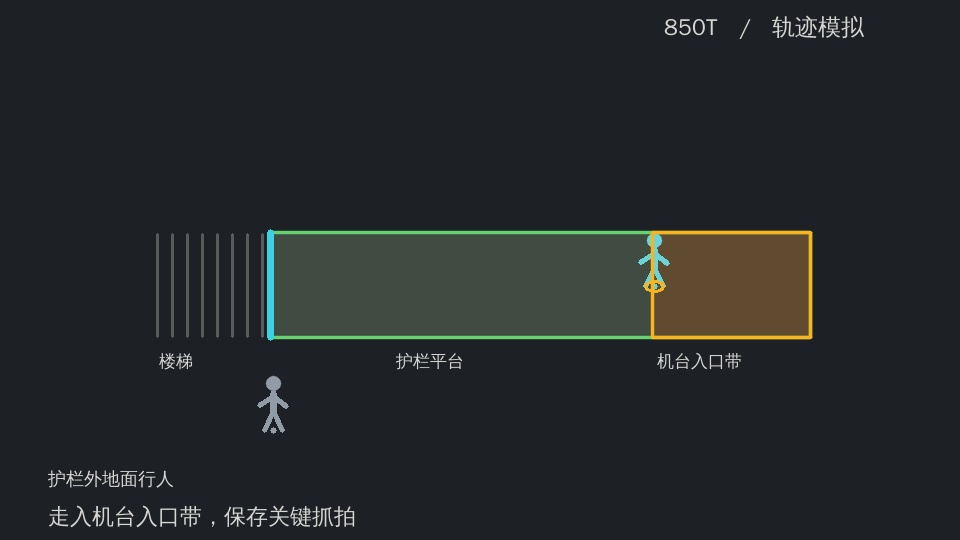 850T / 轨迹模拟
楼梯
护栏平台
机台入口带
护栏外地面行人
走入机台入口带，保存关键抓拍